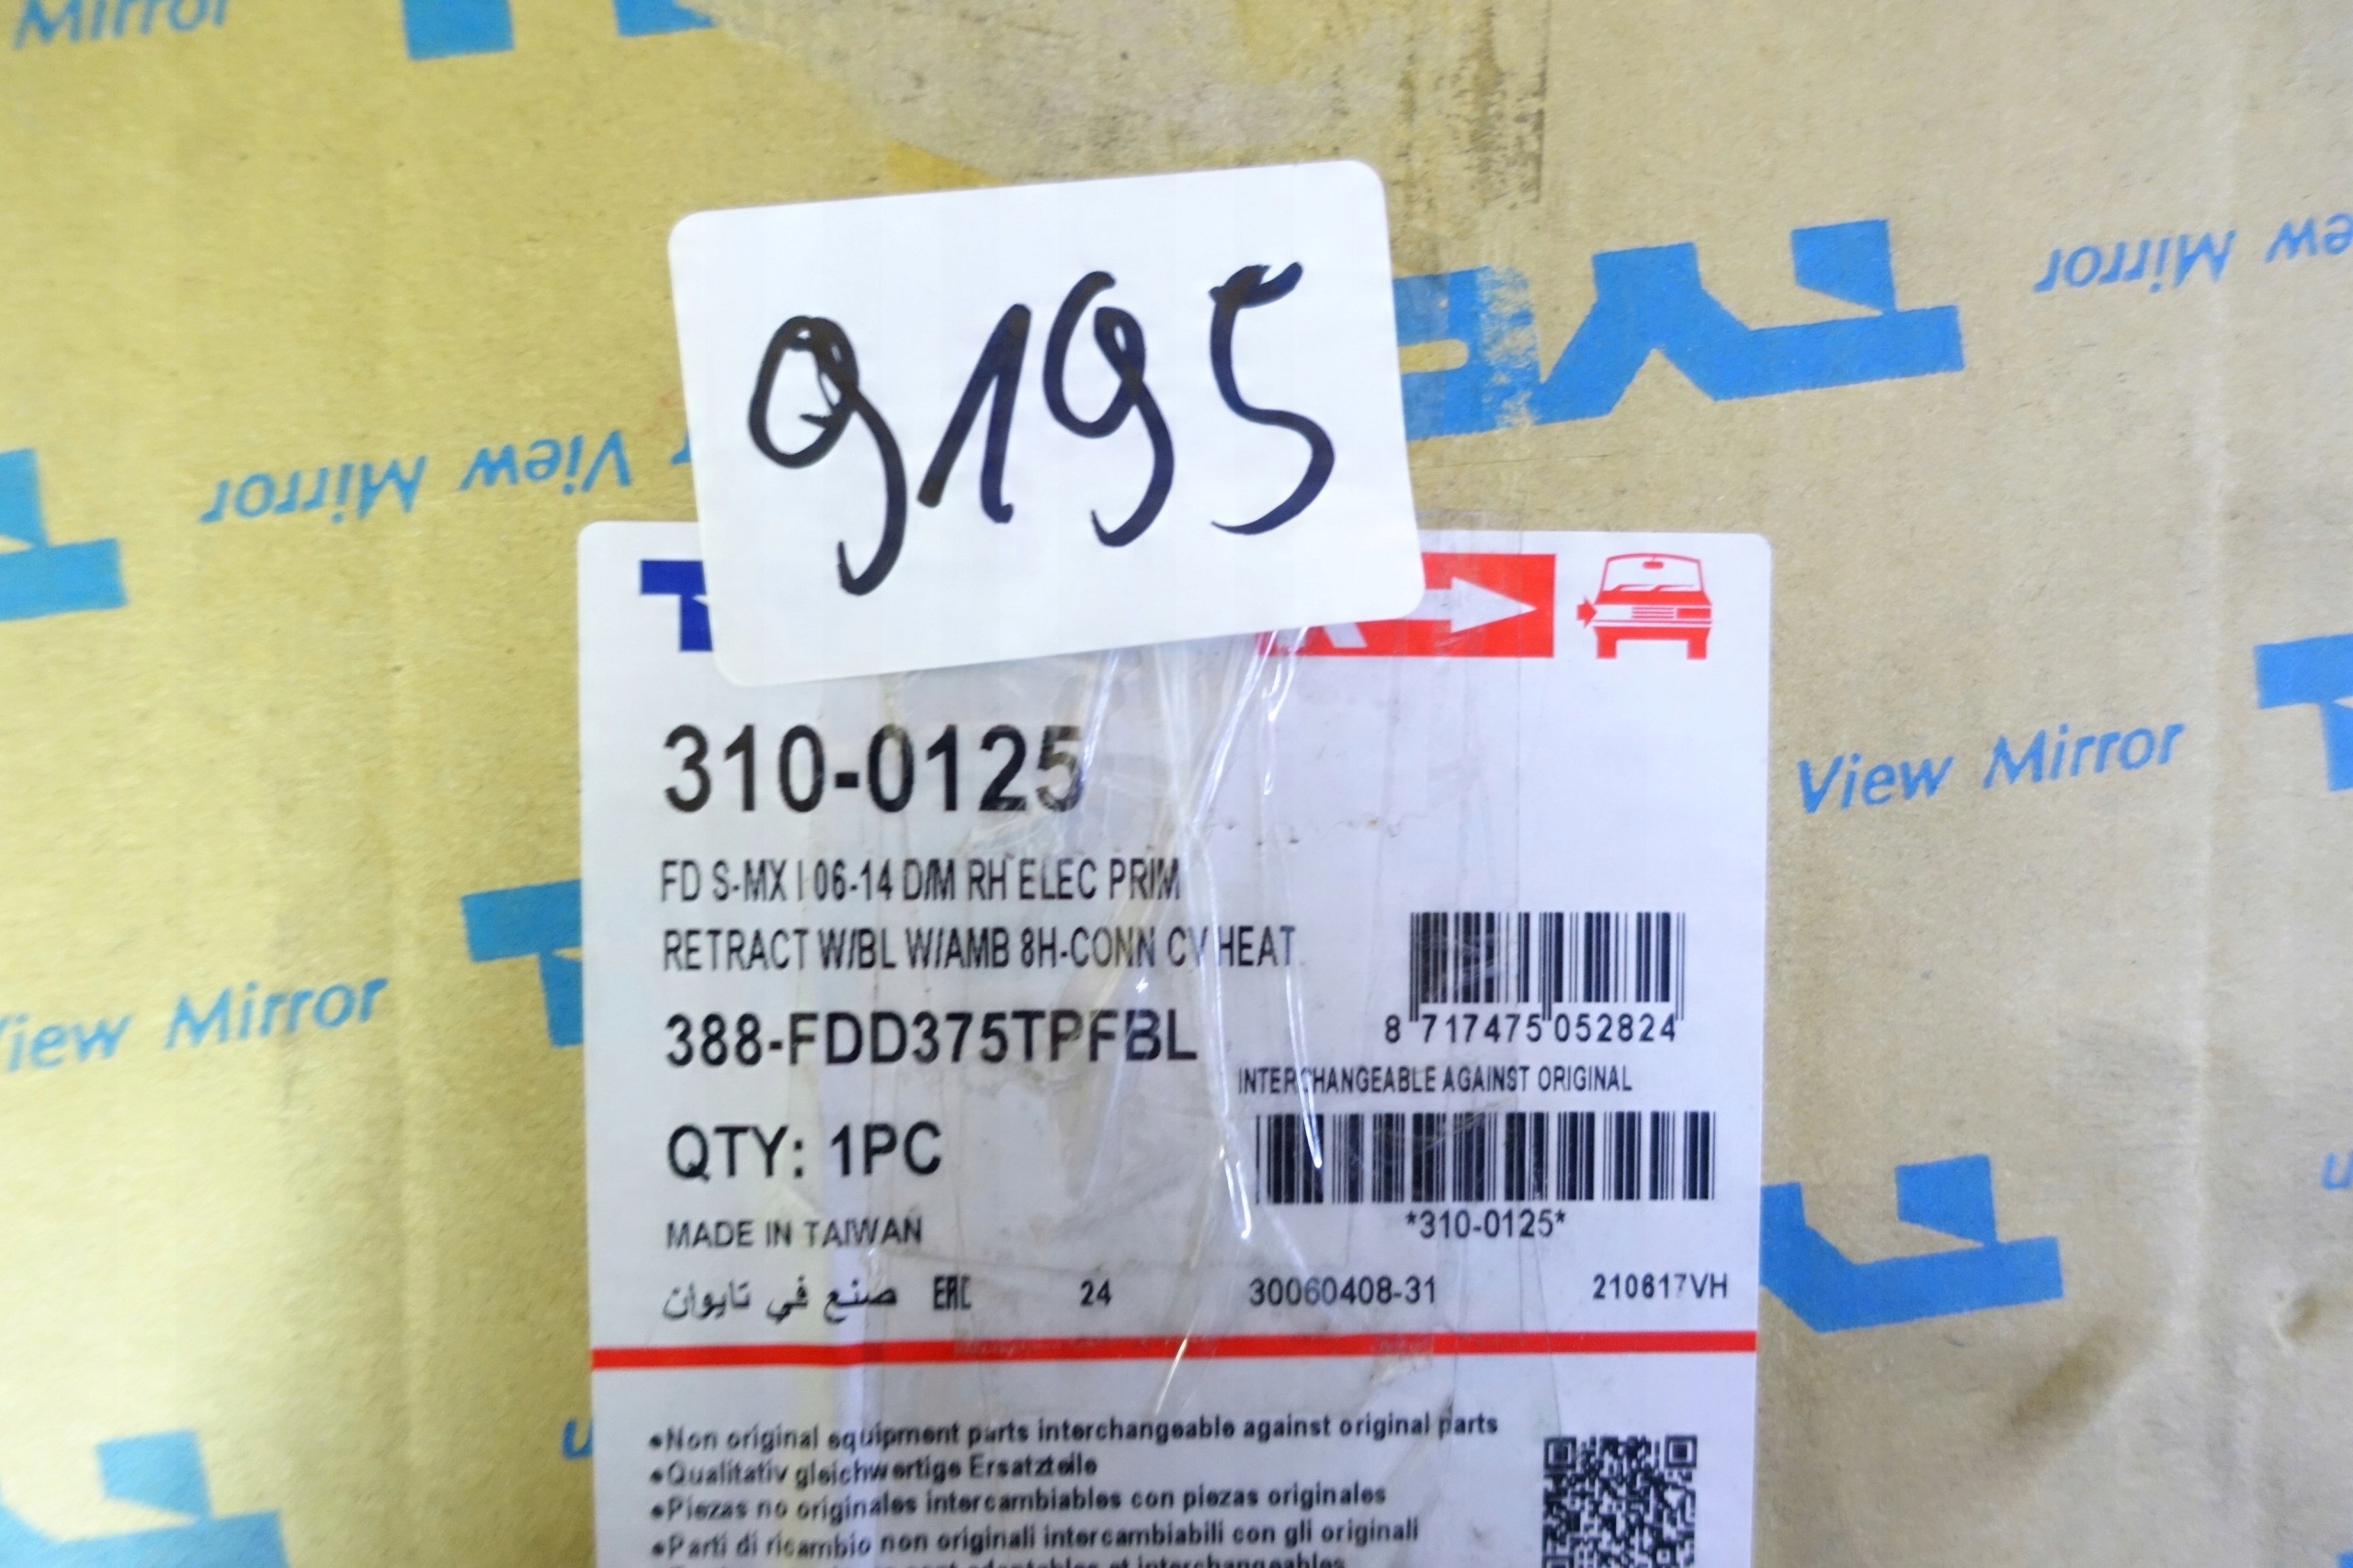 Mirror
View Mirror
View Mirror
9195
310-0125
FD S-MX I 06-14 D/M RH ELEC PRIM
RETRACT W/BL W/AMB 8H-CONN CV HEAT
388-FDD375TPFBL
8 717475 052824
INTERCHANGEABLE AGAINST ORIGINAL
QTY: 1PC
*310-0125*
MADE IN TAIWAN
صنع في تايوان EAC 24 30060408-31 210617VH
View Mirror
View Mirror
•Non original equipment parts interchangeable against original parts
•Qualitativ gleichwertige Ersatzteile
•Piezas no originales intercambiables con piezas originales
•Parti di ricambio non originali intercambiabili con gli originali